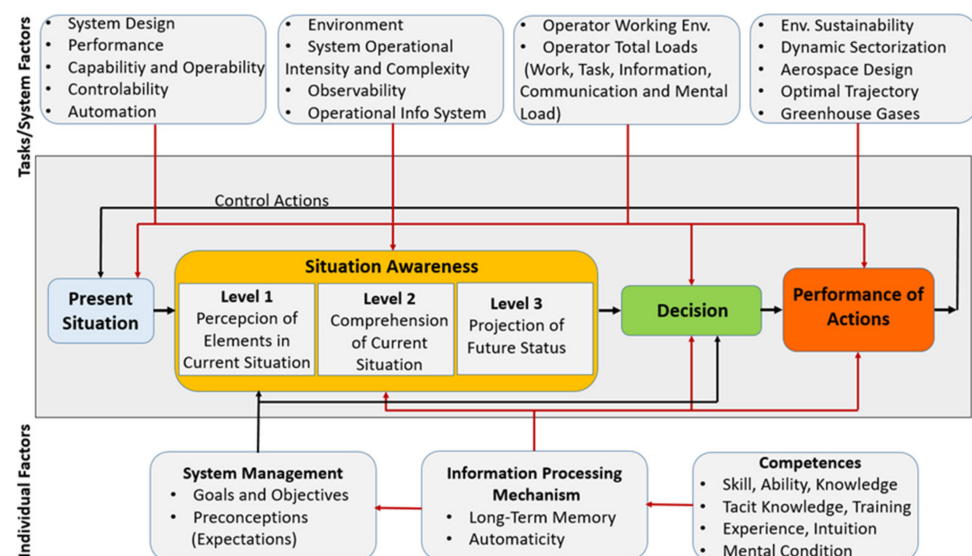 Tasks/System Factors
• System Design
• Performance
• Capabilitiy and Operability
• Controlability
• Automation
• Environment
• System Operational
Intensity and Complexity
• Observability
• Operational Info System
• Operator Working Env.
• Operator Total Loads
(Work, Task, Information,
Communication and Mental
Load)
• Env. Sustainability
• Dynamic Sectorization
• Aerospace Design
• Optimal Trajectory
• Greenhouse Gases
Control Actions
Present
Situation
Situation Awareness
Level 1
Percepcion of
Elements in
Current Situation
Level 2
Comprehension
of Current
Situation
Level 3
Projection of
Future Status
Decision
Performance of
Actions
Individual Factors
System Management
• Goals and Objectives
• Preconceptions
(Expectations)
Information Processing
Mechanism
• Long-Term Memory
• Automaticity
Competences
• Skill, Ability, Knowledge
• Tacit Knowledge, Training
• Experience, Intuition
• Mental Condition